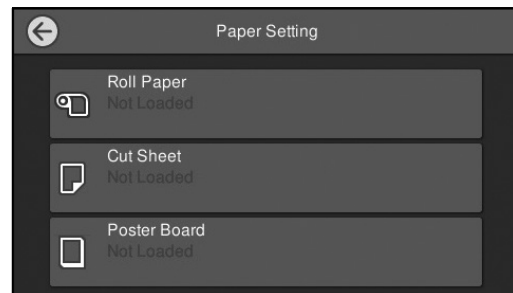 Paper Setting
Roll Paper
Not Loaded
Cut Sheet
Not Loaded
Poster Board
Not Loaded